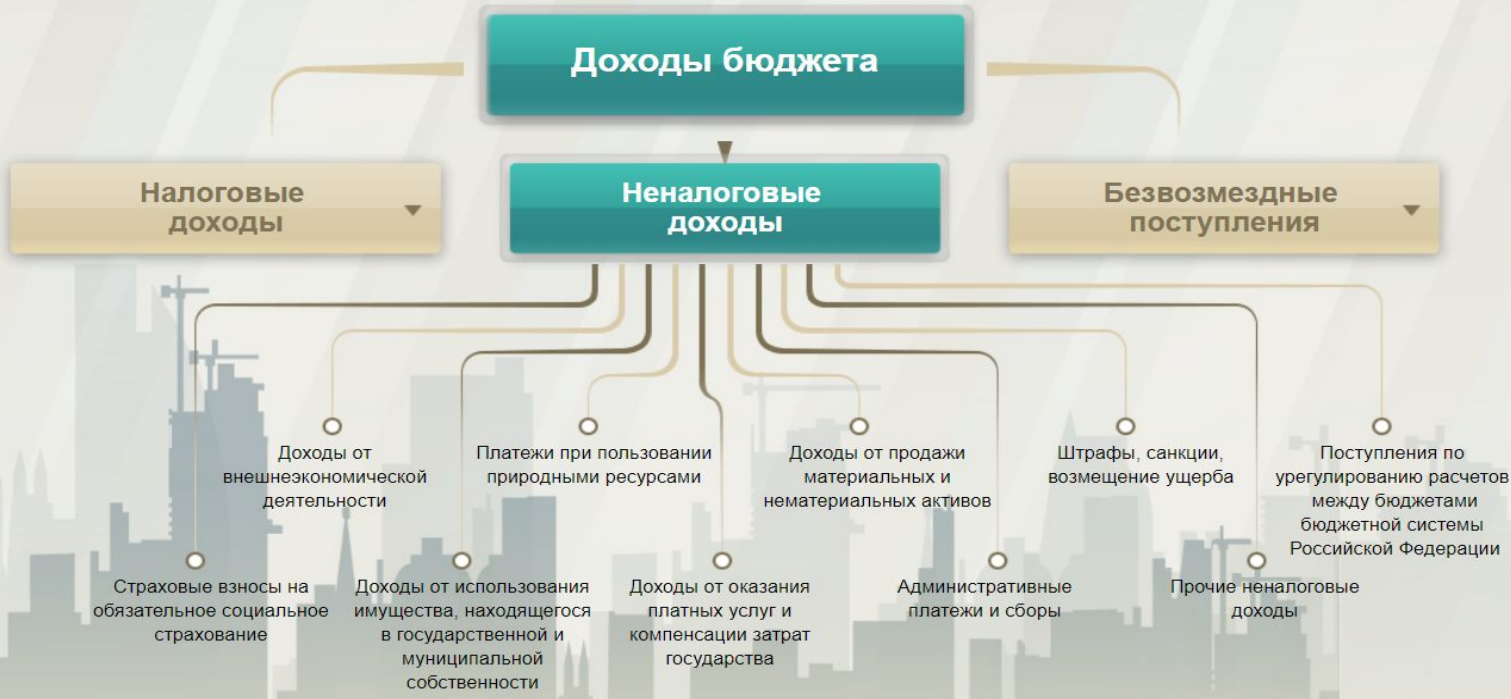 Доходы бюджета
Налоговые
доходы
Неналоговые
доходы
Безвозмездные
поступления
Доходы от
внешнеэкономической
деятельности
Платежи при пользовании
природными ресурсами
Доходы от продажи
материальных и
нематериальных активов
Штрафы, санкции,
возмещение ущерба
Поступления по
урегулированию расчетов
между бюджетами
бюджетной системы
Российской Федерации
Страховые взносы на
обязательное социальное
страхование
Доходы от использования
имущества, находящегося
в государственной и
муниципальной
собственности
Доходы от оказания
платных услуг и
компенсации затрат
государства
Административные
платежи и сборы
Прочие неналоговые
доходы